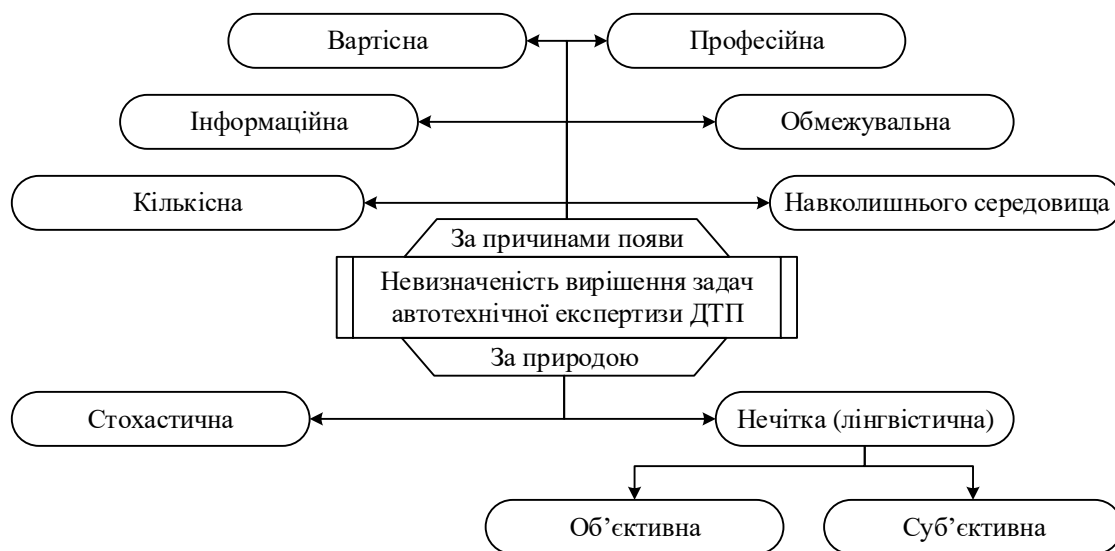 Вартісна
Професійна
Інформаційна
Обмежувальна
Кількісна
Навколишнього середовища
За причинами появи
Невизначеність вирішення задач
автотехнічної експертизи ДТП
За природою
Стохастична
Нечітка (лінгвістична)
Об’єктивна
Суб’єктивна